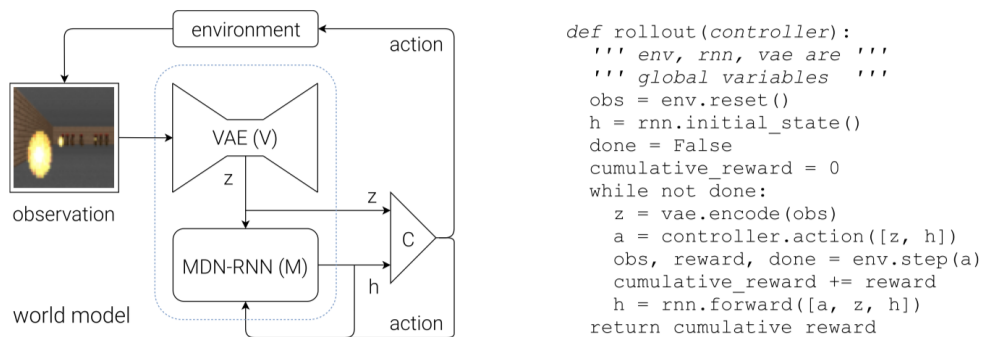 environment
action
VAE (V)
z
observation
z
C
MDN-RNN (M)
h
world model
action
def rollout(controller):
''' env, rnn, vae are '''
''' global variables '''
obs = env.reset()
h = rnn.initial_state()
done = False
cumulative_reward = 0
while not done:
z = vae.encode(obs)
a = controller.action([z, h])
obs, reward, done = env.step(a)
cumulative_reward += reward
h = rnn.forward([a, z, h])
return cumulative_reward